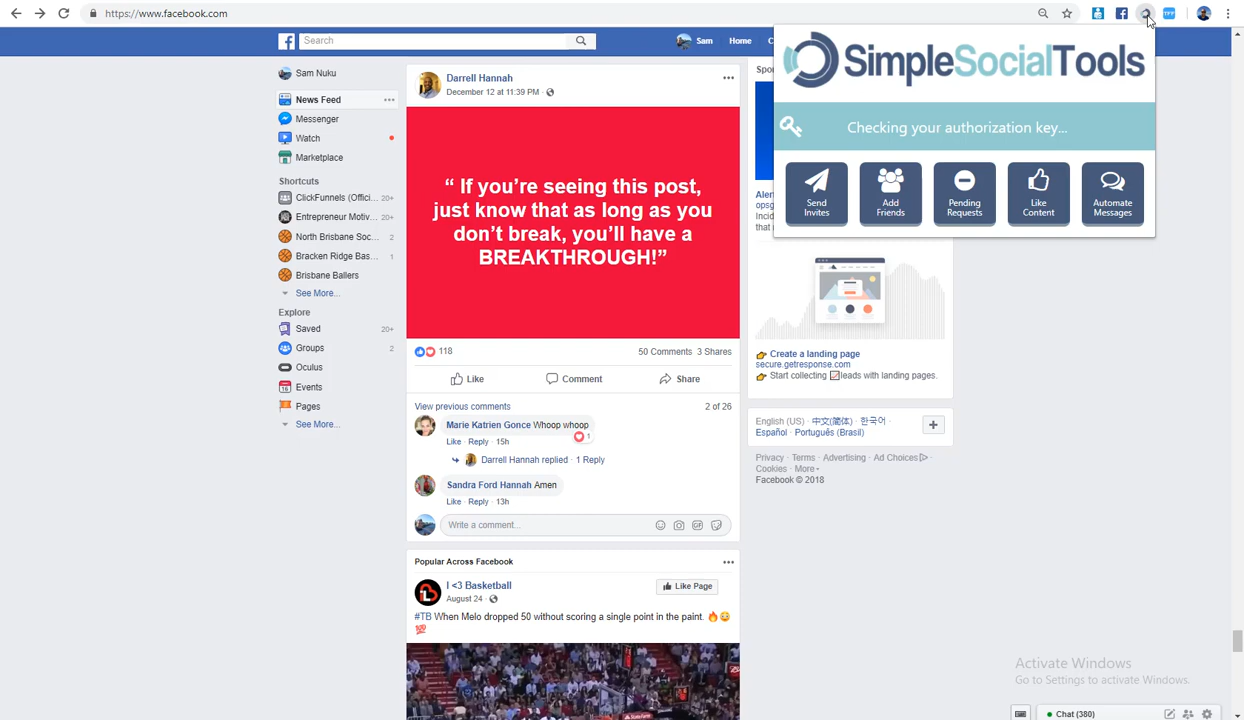 https://www.facebook.com
Search
Sam
Home
C
Sam Nuku
News Feed
Messenger
Watch
Marketplace
Shortcuts
ClickFunnels (Offici... 20+
Entrepreneur Motiv... 20+
North Brisbane Soc... 2
Bracken Ridge Bas... 1
Brisbane Ballers
See More...
Explore
Saved 20+
Groups 2
Oculus
Events
16
Pages
See More...
Darrell Hannah
December 12 at 11:39 PM ·
“ If you’re seeing this post,
just know that as long as you
don’t break, you’ll have a
BREAKTHROUGH!”
118
50 Comments 3 Shares
Like
Comment
Share
View previous comments
2 of 26
Marie Katrien Gonce Whoop whoop
1
Like · Reply · 15h
Darrell Hannah replied · 1 Reply
Sandra Ford Hannah Amen
Like · Reply · 13h
Write a comment...
GIF
Popular Across Facebook
I <3 Basketball
August 24 ·
Like Page
#TB When Melo dropped 50 without scoring a single point in the paint. 🔥😳
💯
SimpleSocialTools
Checking your authorization key...
Send
Invites
Add
Friends
Pending
Requests
Like
Content
Automate
Messages
Spo
Aler
opsg
Incid
that i
👉 Create a landing page
secure.getresponse.com
👉 Start collecting 📈leads with landing pages.
English (US) · 中文(简体) · 한국어 ·
Español · Português (Brasil)
Privacy · Terms · Advertising · Ad Choices ·
Cookies · More
Facebook © 2018
Activate Windows
Go to Settings to activate Windows.
Chat (380)